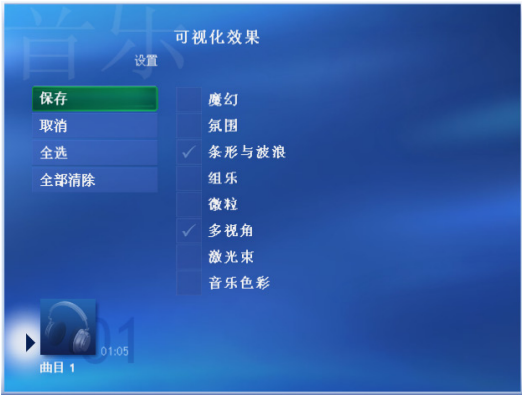 音乐
可视化效果
设置
保存
取消
全选
全部清除
魔幻
氛围
条形与波浪
组乐
微粒
多视角
激光束
音乐色彩
01
01:05
曲目 1